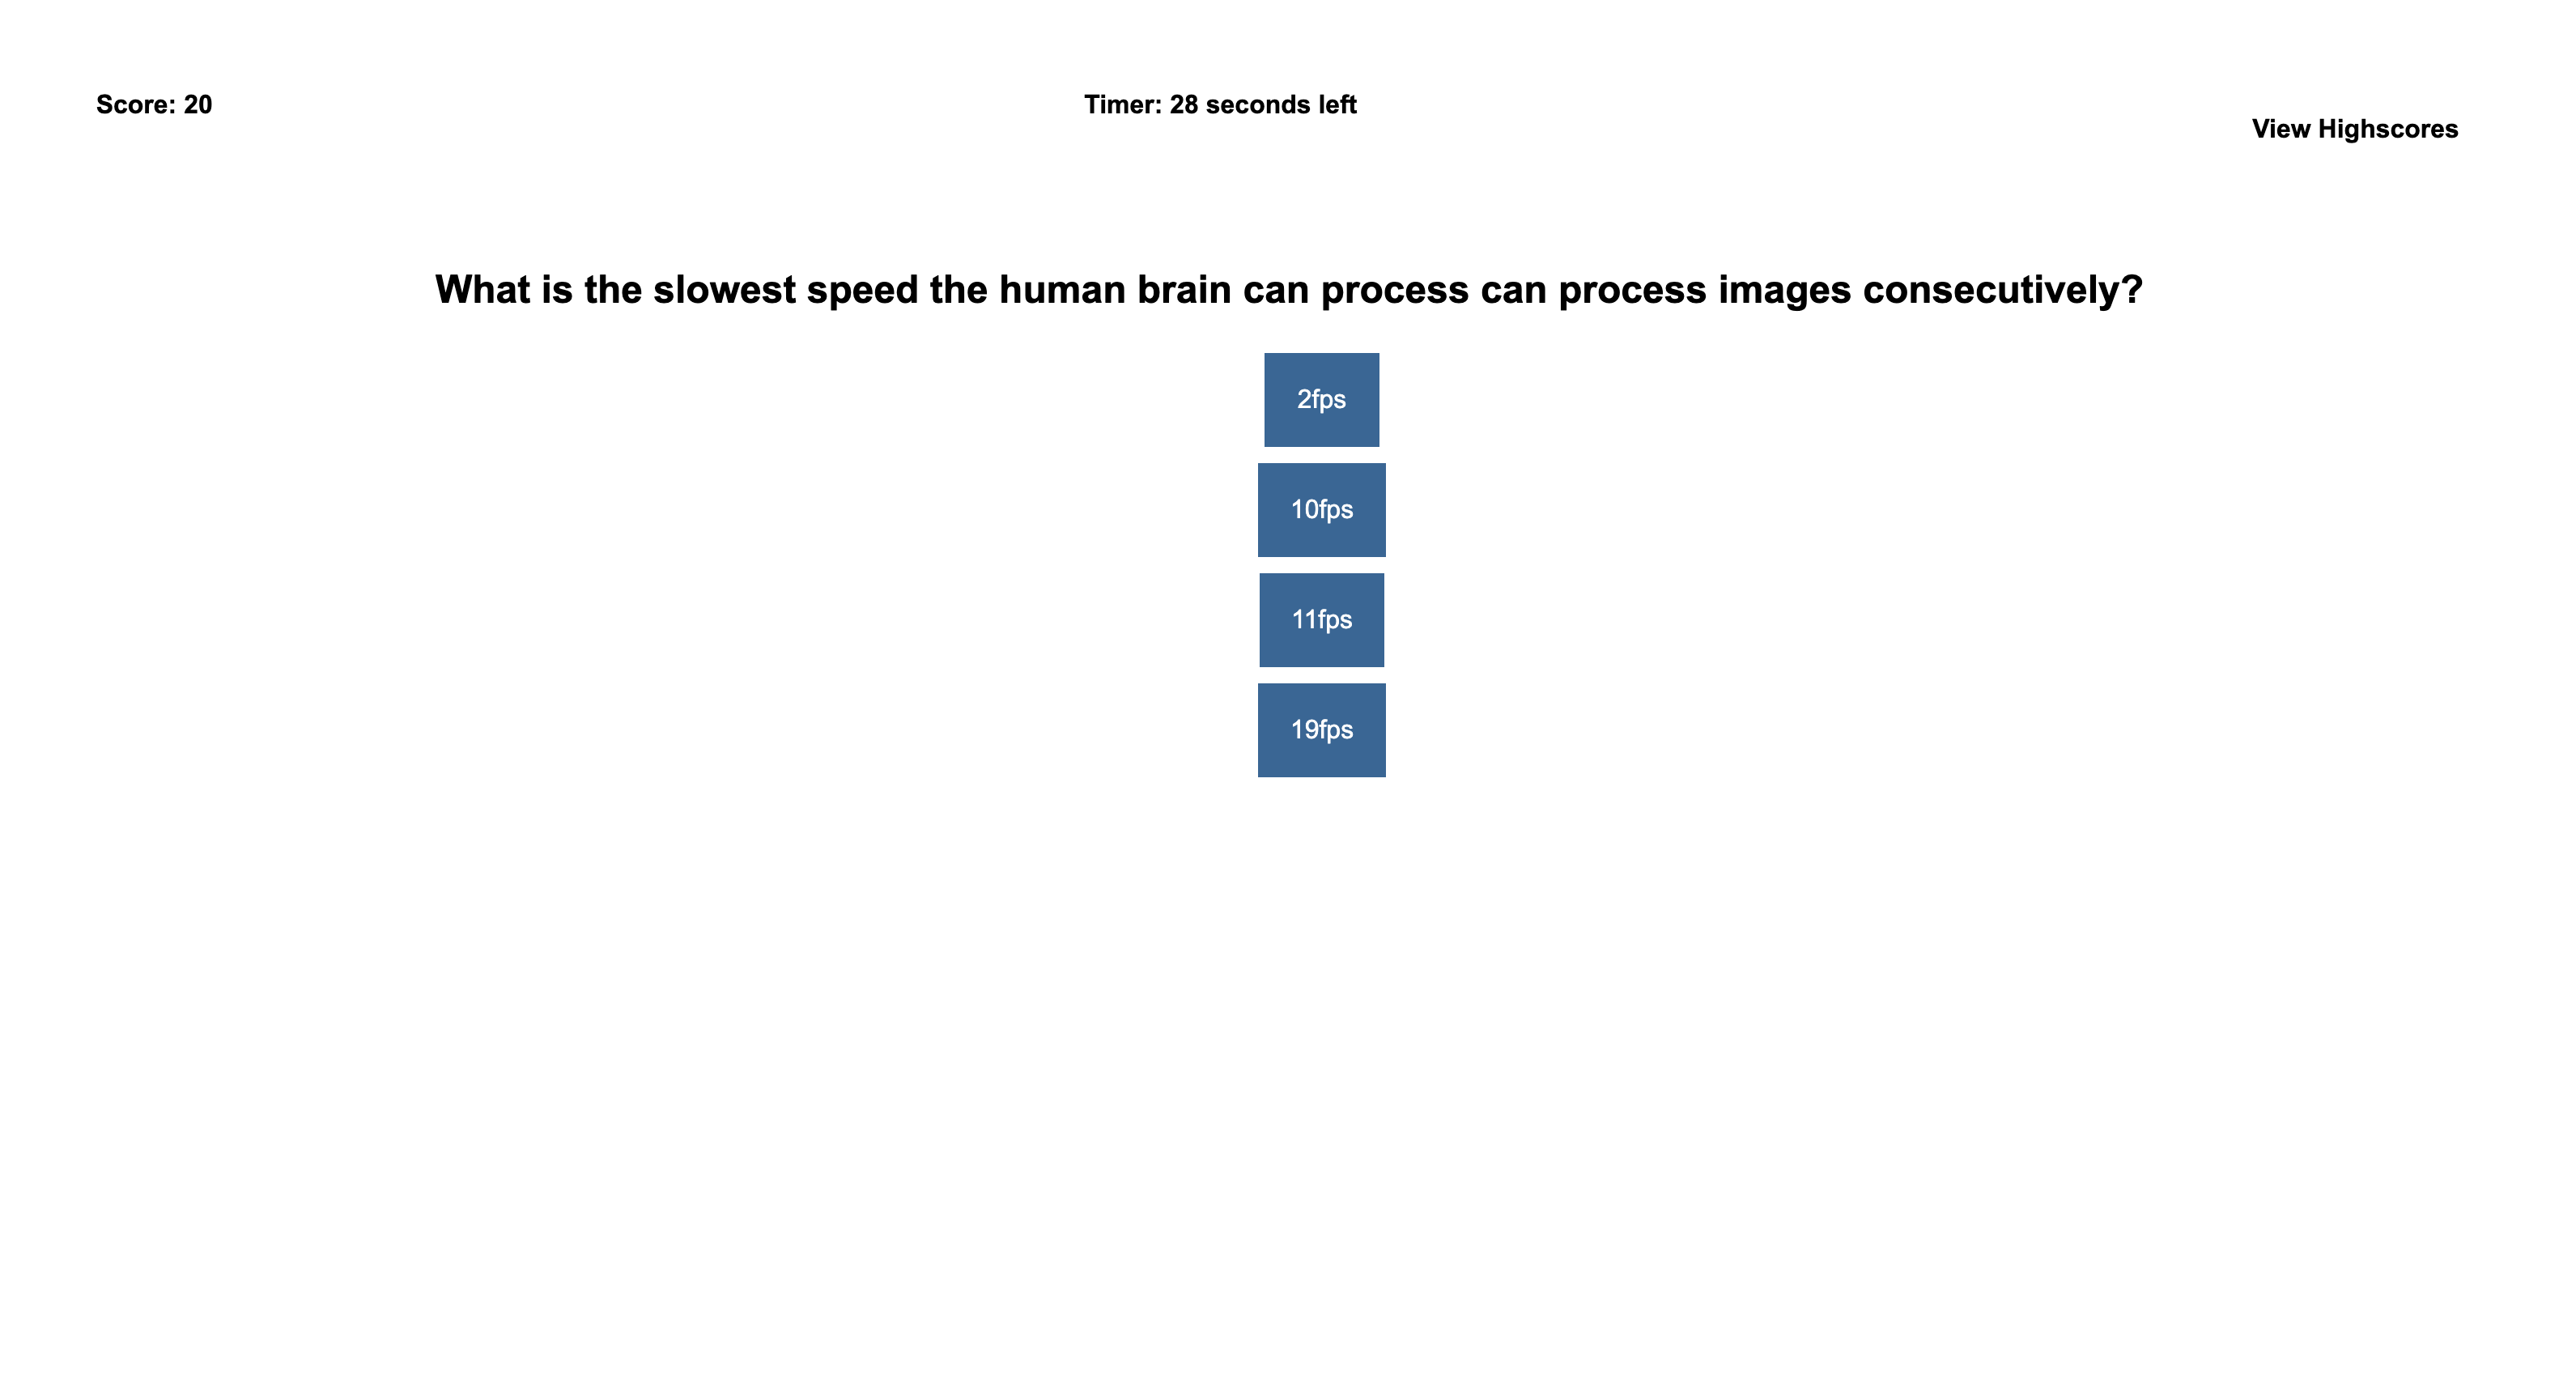 Score: 20
Timer: 28 seconds left
View Highscores
What is the slowest speed the human brain can process can process images consecutively?
2fps
10fps
11fps
19fps